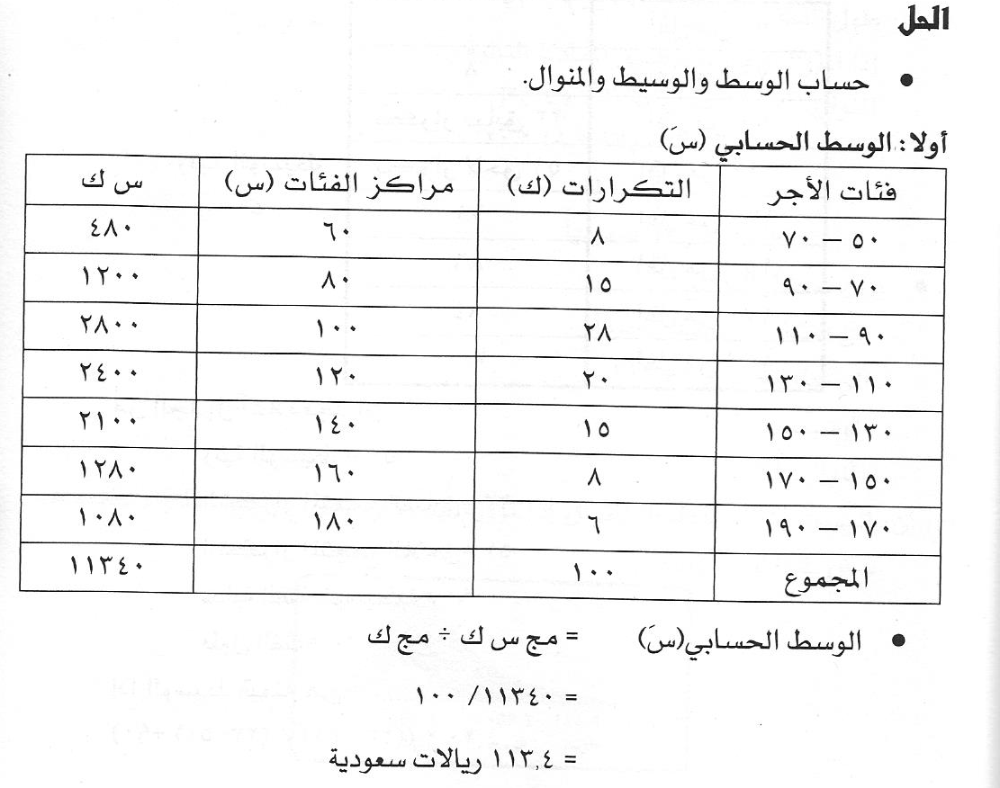 الحل
• حساب الوسط والوسيط والمنوال.
أولا: الوسط الحسابي (سَ)
فئات الأجر التكرارات (ك) مراكز الفئات (س) س ك
٥٠ – ٧٠ ٨ ٦٠ ٤٨٠
٧٠ – ٩٠ ١٥ ٨٠ ١٢٠٠
٩٠ – ١١٠ ٢٨ ١٠٠ ٢٨٠٠
١١٠ – ١٣٠ ٢٠ ١٢٠ ٢٤٠٠
١٣٠ – ١٥٠ ١٥ ١٤٠ ٢١٠٠
١٥٠ – ١٧٠ ٨ ١٦٠ ١٢٨٠
١٧٠ – ١٩٠ ٦ ١٨٠ ١٠٨٠
المجموع ١٠٠ ١١٣٤٠
• الوسط الحسابي(سَ) = مج س ك ÷ مج ك
= ١١٣٤٠/ ١٠٠
= ١١٣,٤ ريالات سعودية